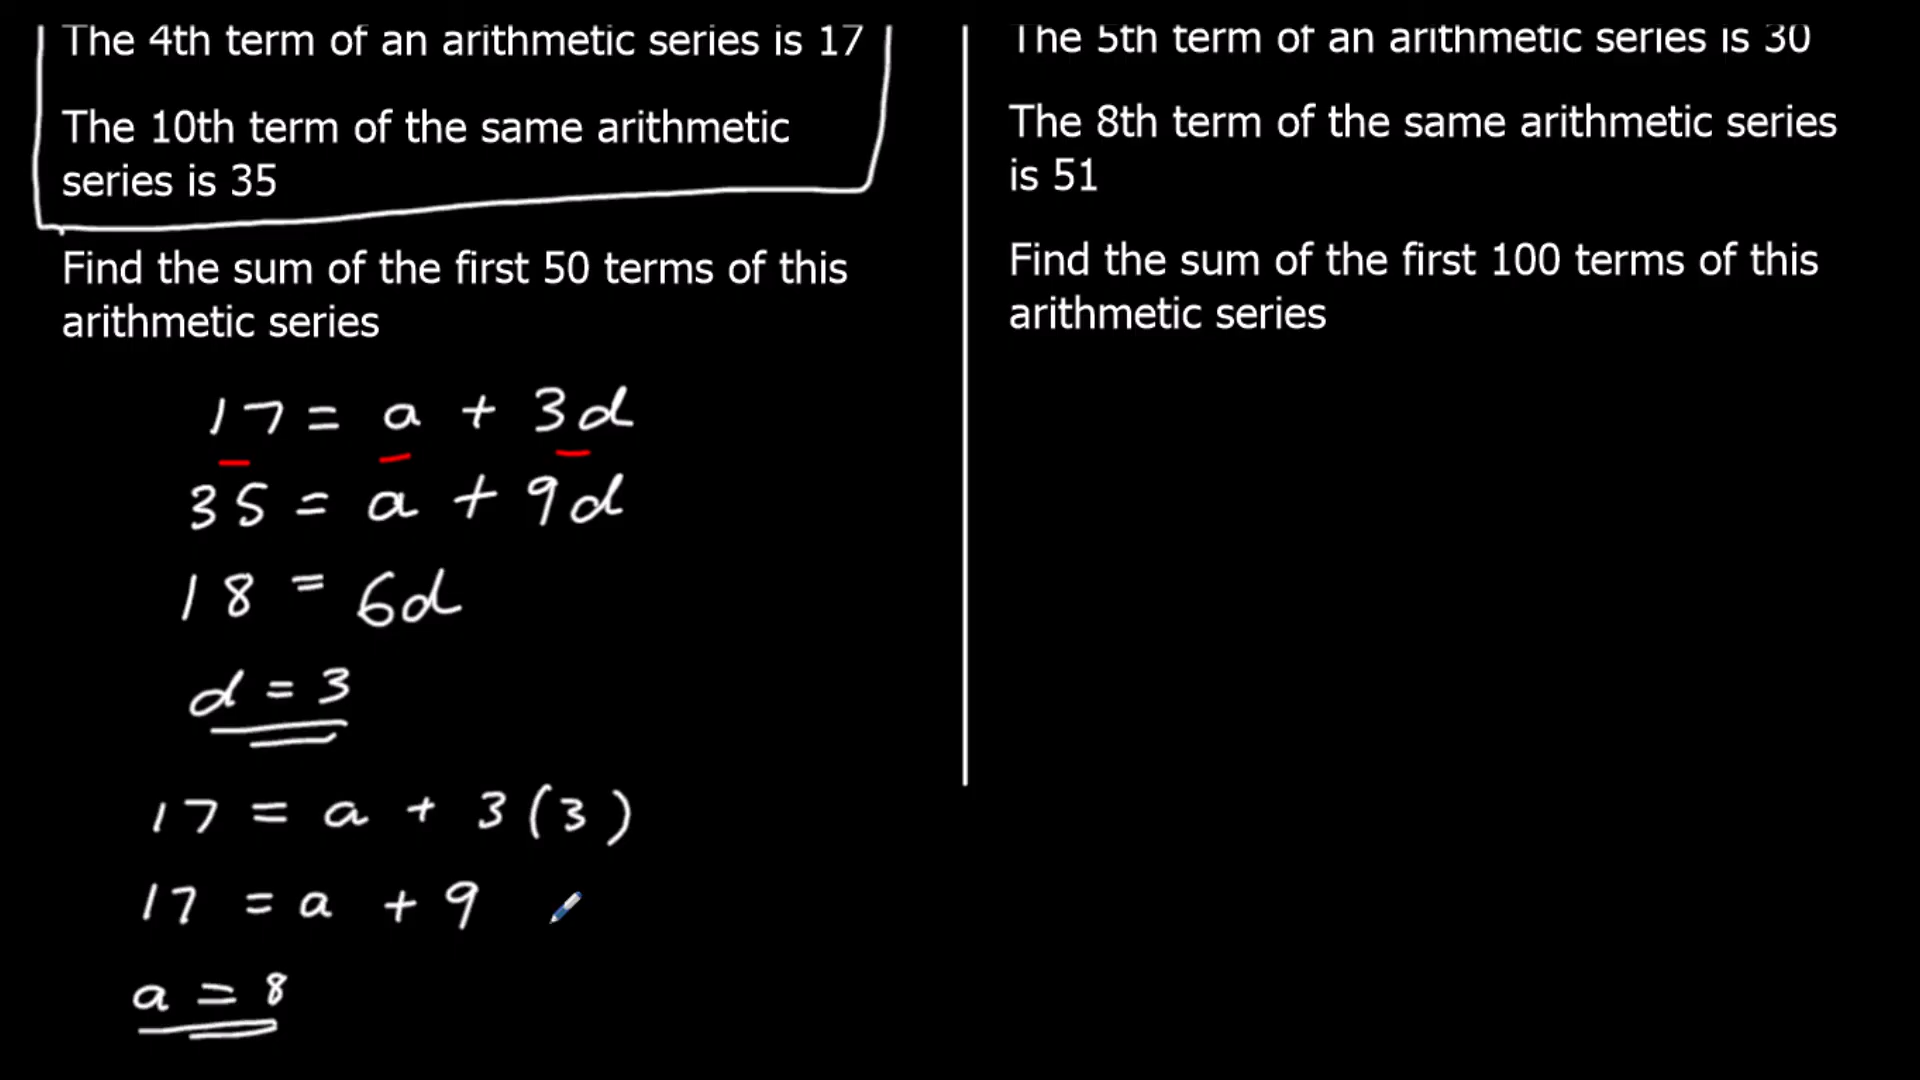 The 4th term of an arithmetic series is 17
The 10th term of the same arithmetic
series is 35
Find the sum of the first 50 terms of this
arithmetic series
17 = a + 3d
35 = a + 9d
18 = 6d
d = 3
17 = a + 3(3)
17 = a + 9
a = 8
The 5th term of an arithmetic series is 30
The 8th term of the same arithmetic series
is 51
Find the sum of the first 100 terms of this
arithmetic series